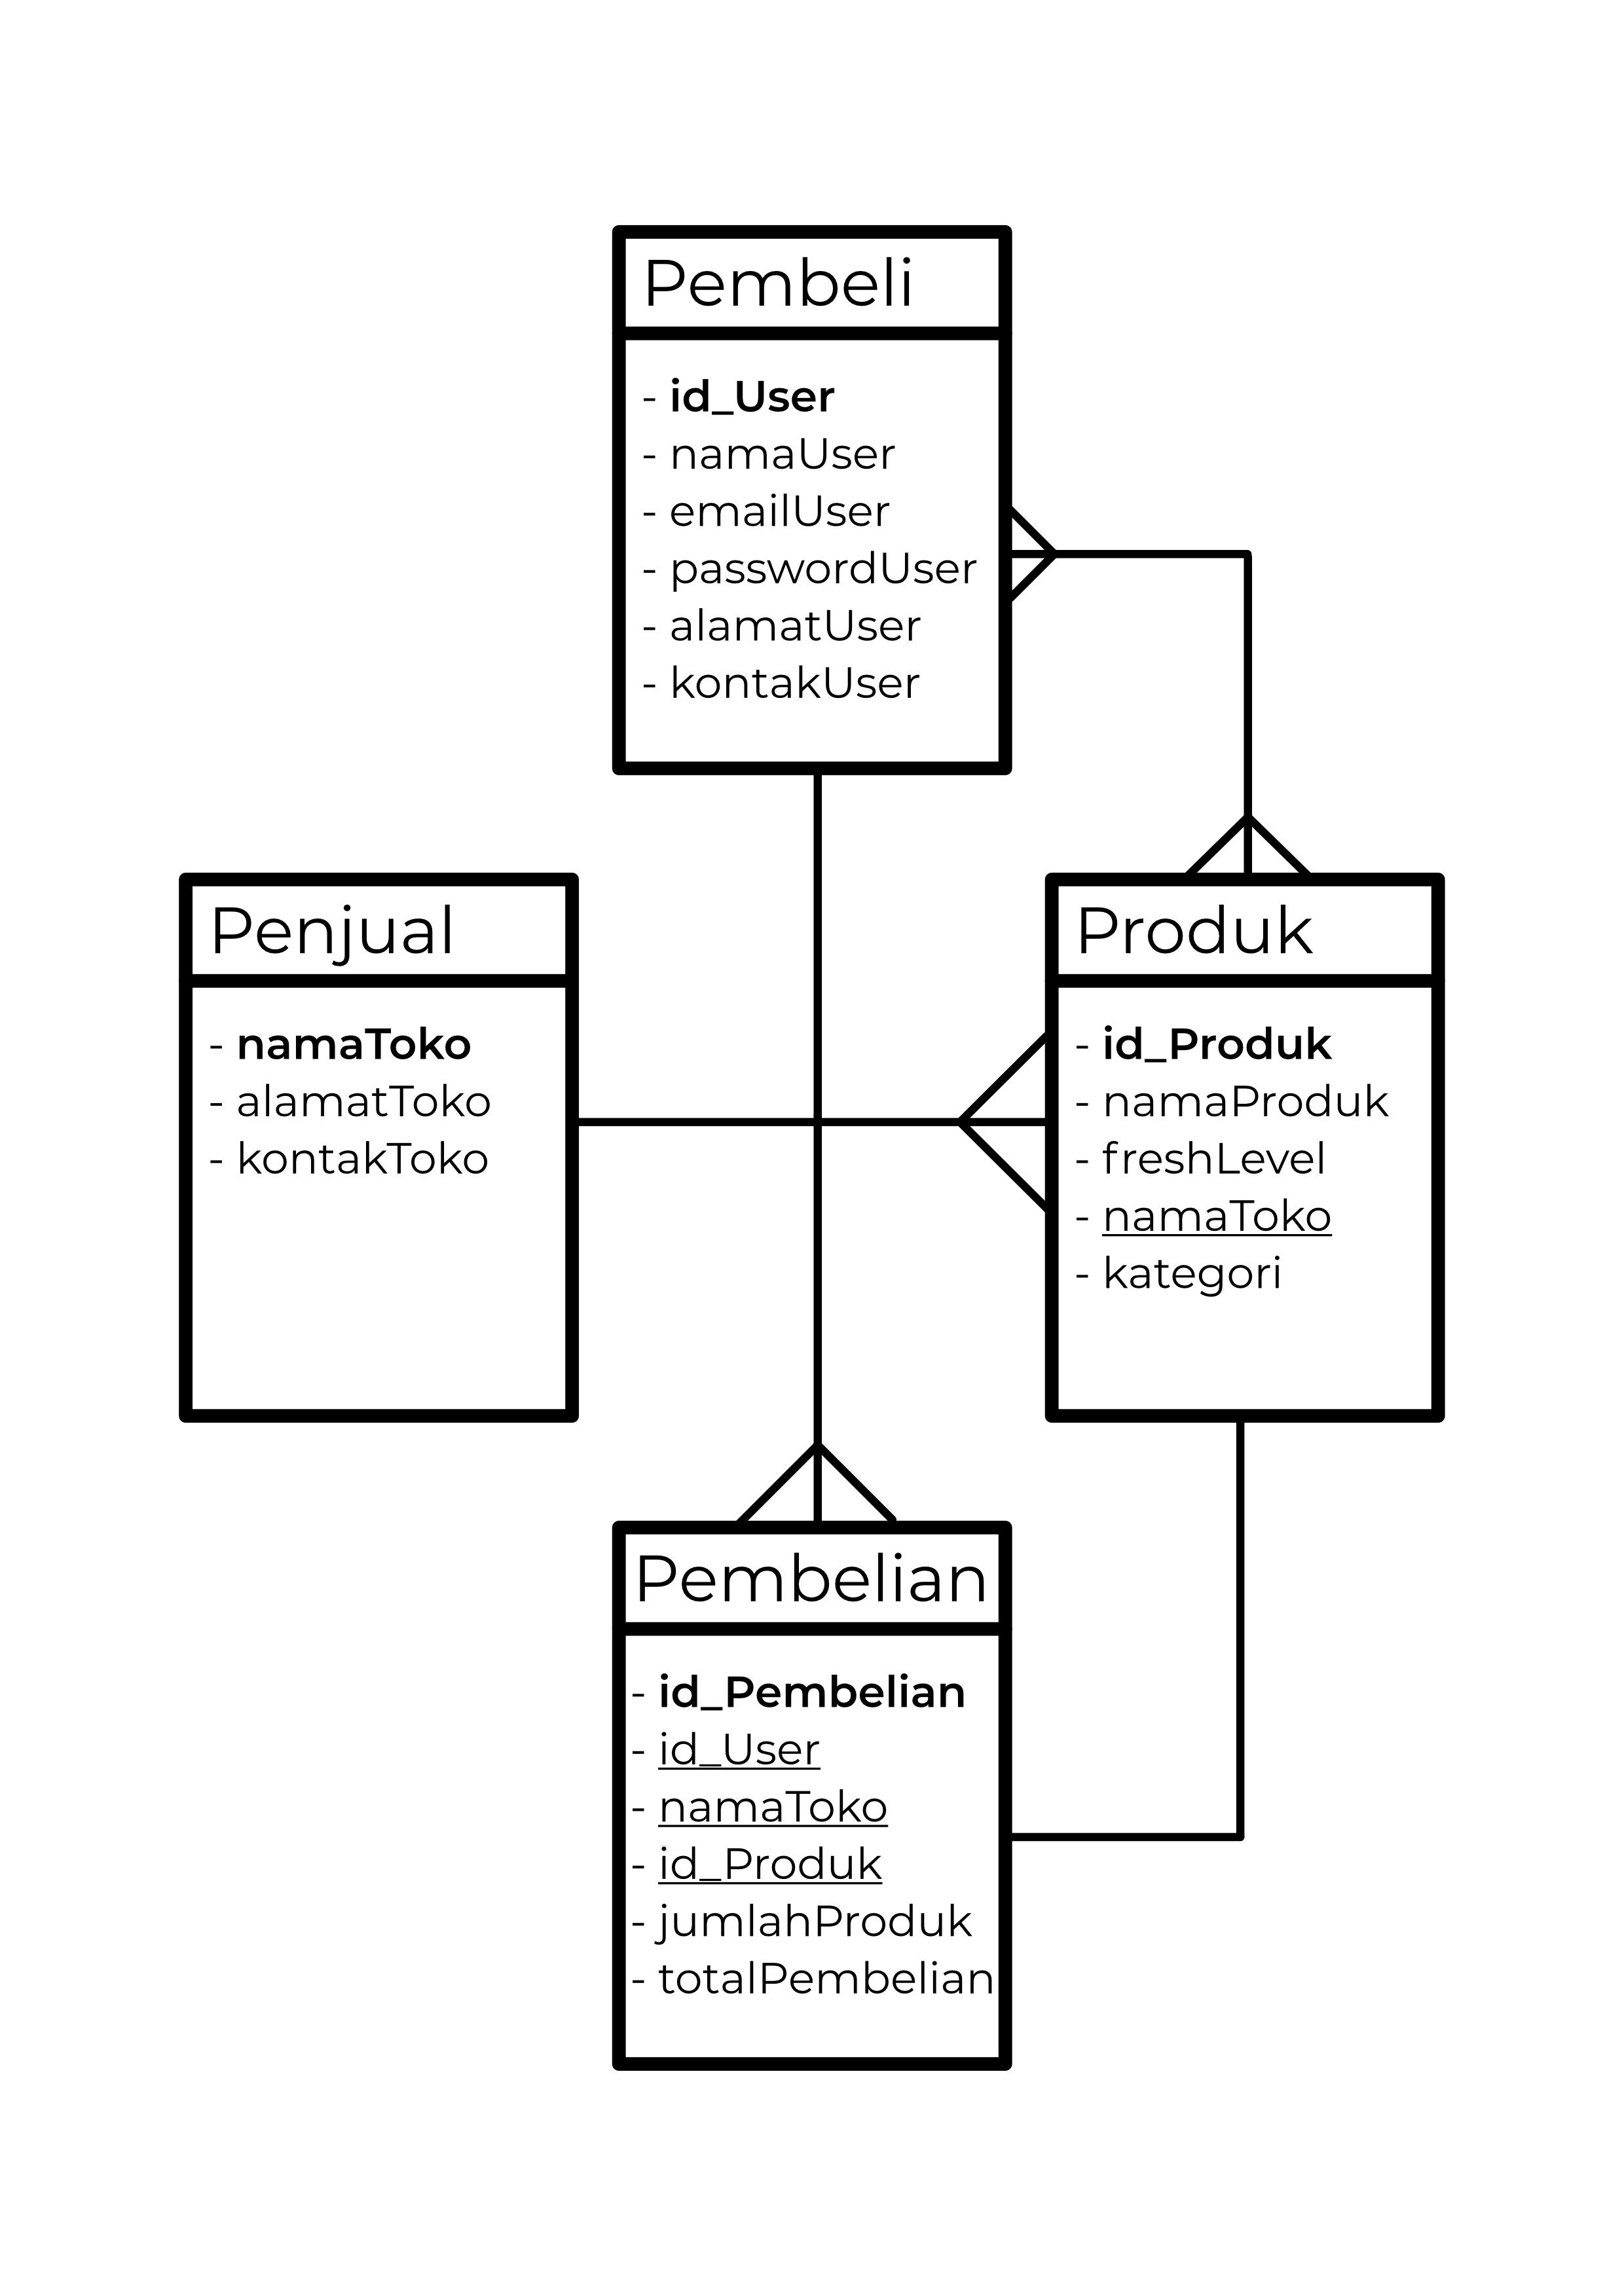 Pembeli
- id_User
- namaUser
- emailUser
- passwordUser
- alamatUser
- kontakUser
Penjual
- namaToko
- alamatToko
- kontakToko
Produk
- id_Produk
- namaProduk
- freshLevel
- namaToko
- kategori
Pembelian
- id_Pembelian
- id_User
- namaToko
- id_Produk
- jumlahProduk
- totalPembelian